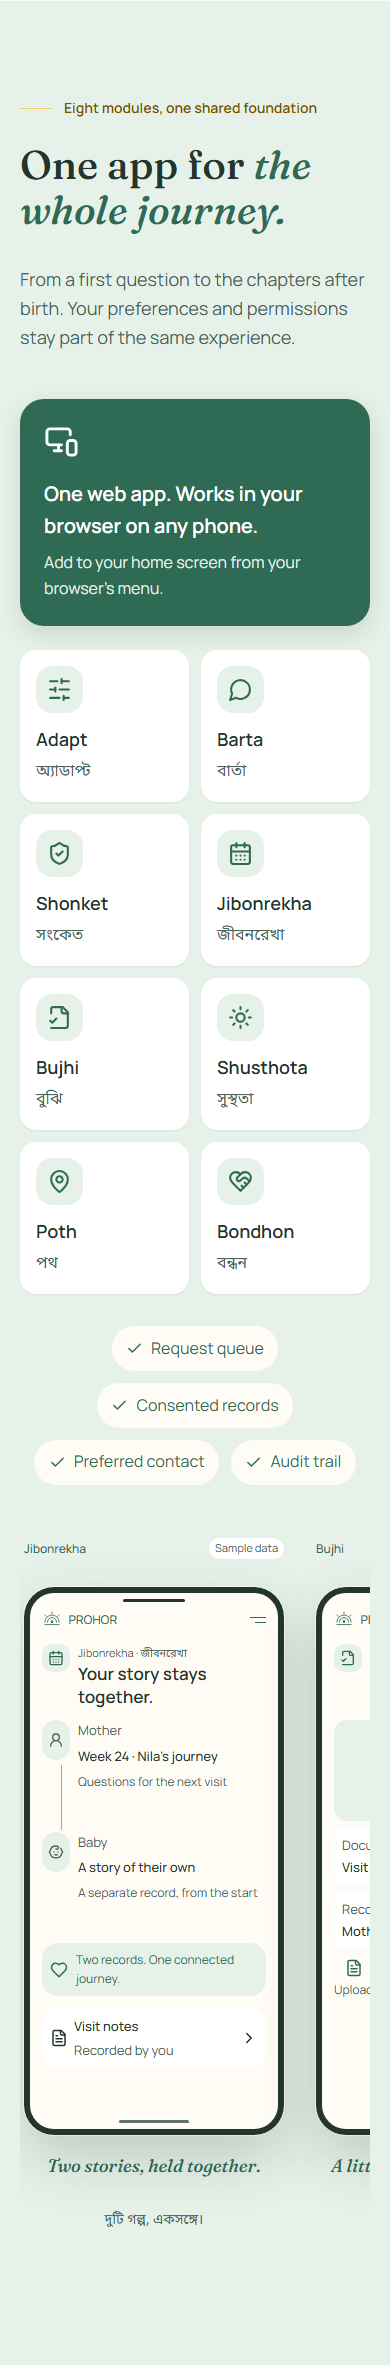 Eight modules, one shared foundation
One app for the
whole journey.
From a first question to the chapters after
birth. Your preferences and permissions
stay part of the same experience.
One web app. Works in your
browser on any phone.
Add to your home screen from your
browser's menu.
Adapt
অ্যাডাপ্ট
Barta
বার্তা
Shonket
সংকেত
Jibonrekha
জীবনরেখা
Bujhi
বুঝি
Shusthota
সুস্থতা
Poth
পথ
Bondhon
বন্ধন
Request queue
Consented records
Preferred contact
Audit trail
Jibonrekha
Sample data
PROHOR
Jibonrekha · জীবনরেখা
Your story stays
together.
Mother
Week 24 · Nila's journey
Questions for the next visit
Baby
A story of their own
A separate record, from the start
Two records. One connected
journey.
Visit notes
Recorded by you
Two stories, held together.
দুটি গল্প, একসঙ্গে।
Bujhi
Visit
Upload
A